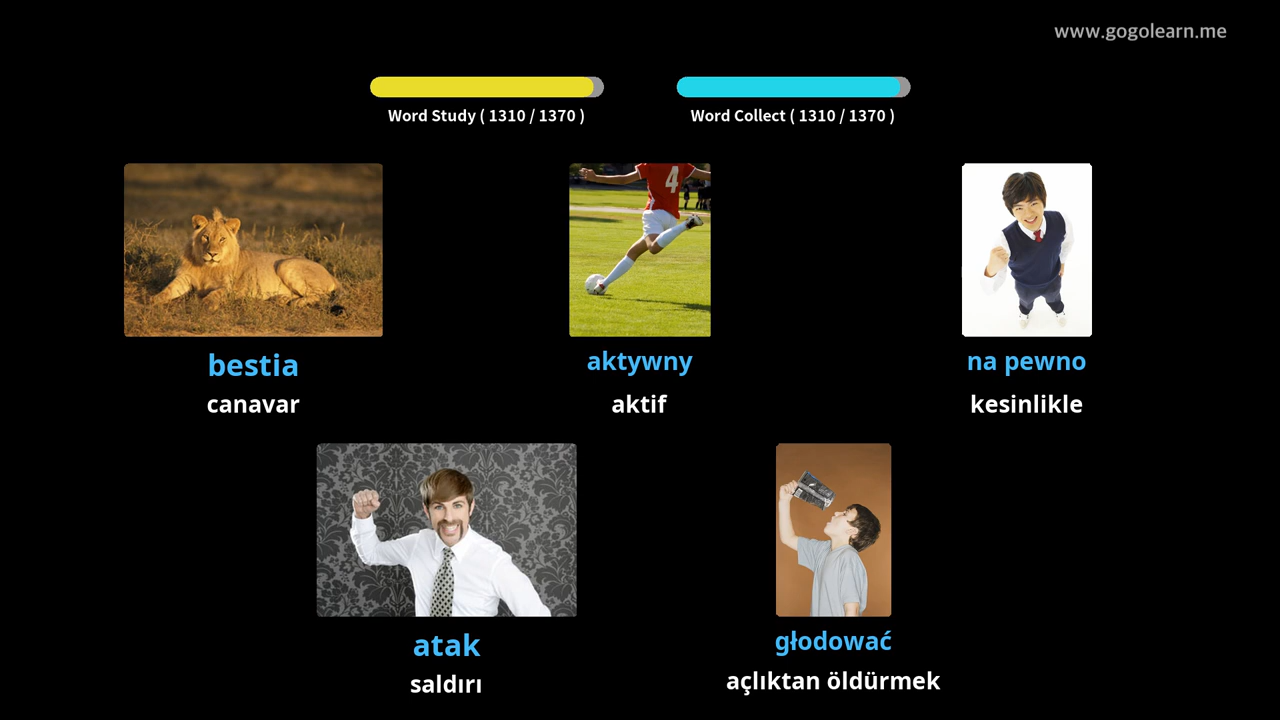 www.gogolearn.me
Word Study ( 1310 / 1370 )
Word Collect ( 1310 / 1370 )
4
bestia
canavar
aktywny
aktif
na pewno
kesinlikle
atak
saldırı
głodować
açlıktan öldürmek